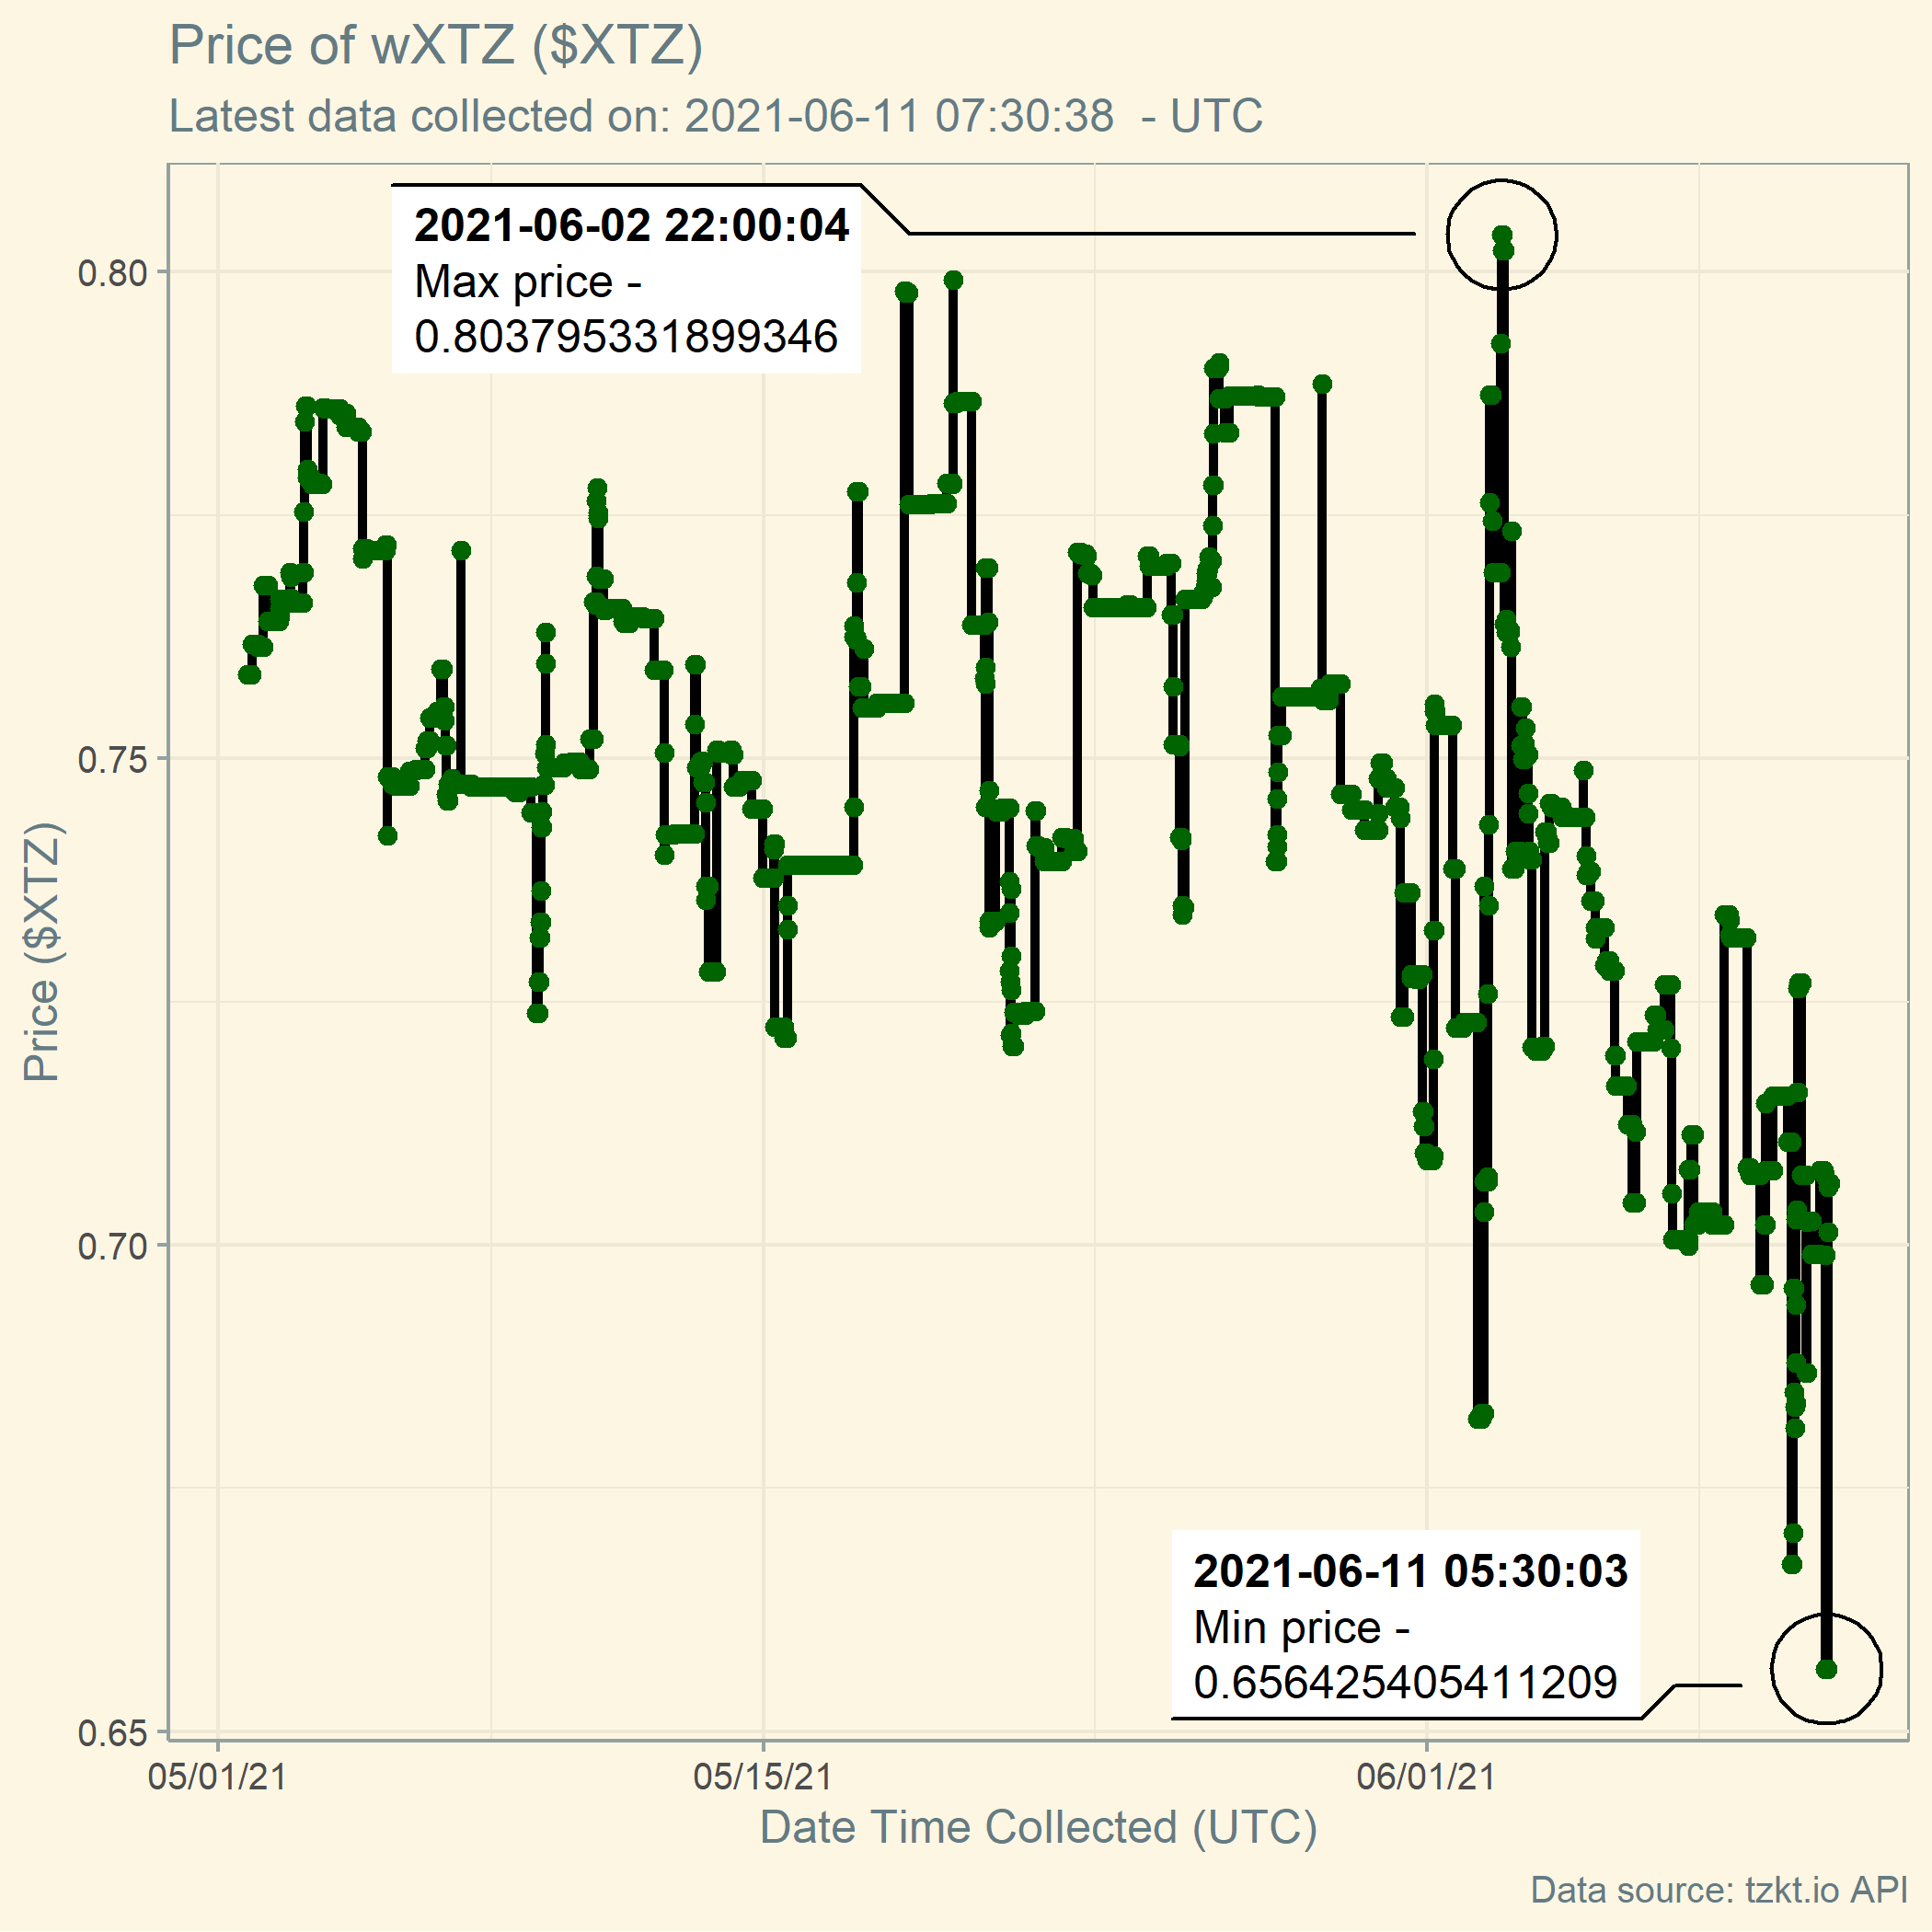 Price of wXTZ ($XTZ)
Latest data collected on: 2021-06-11 07:30:38  - UTC
2021-06-02 22:00:04
Max price -
0.803795331899346
0.80
0.75
0.70
0.65
Price ($XTZ)
2021-06-11 05:30:03
Min price -
0.656425405411209
05/01/21
05/15/21
06/01/21
Date Time Collected (UTC)
Data source: tzkt.io API